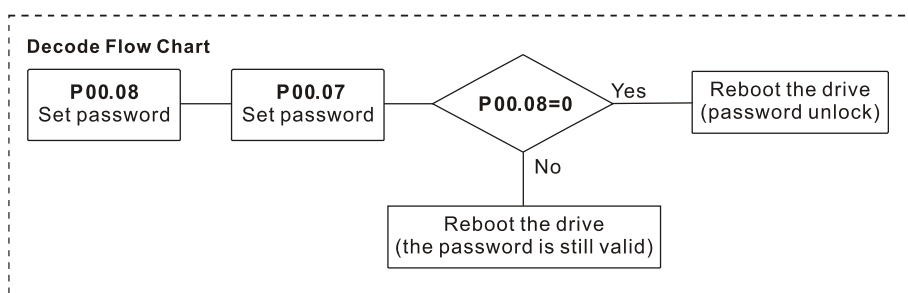 Decode Flow Chart
P00.08
Set password
P00.07
Set password
P00.08=0
Yes
Reboot the drive
(password unlock)
No
Reboot the drive
(the password is still valid)